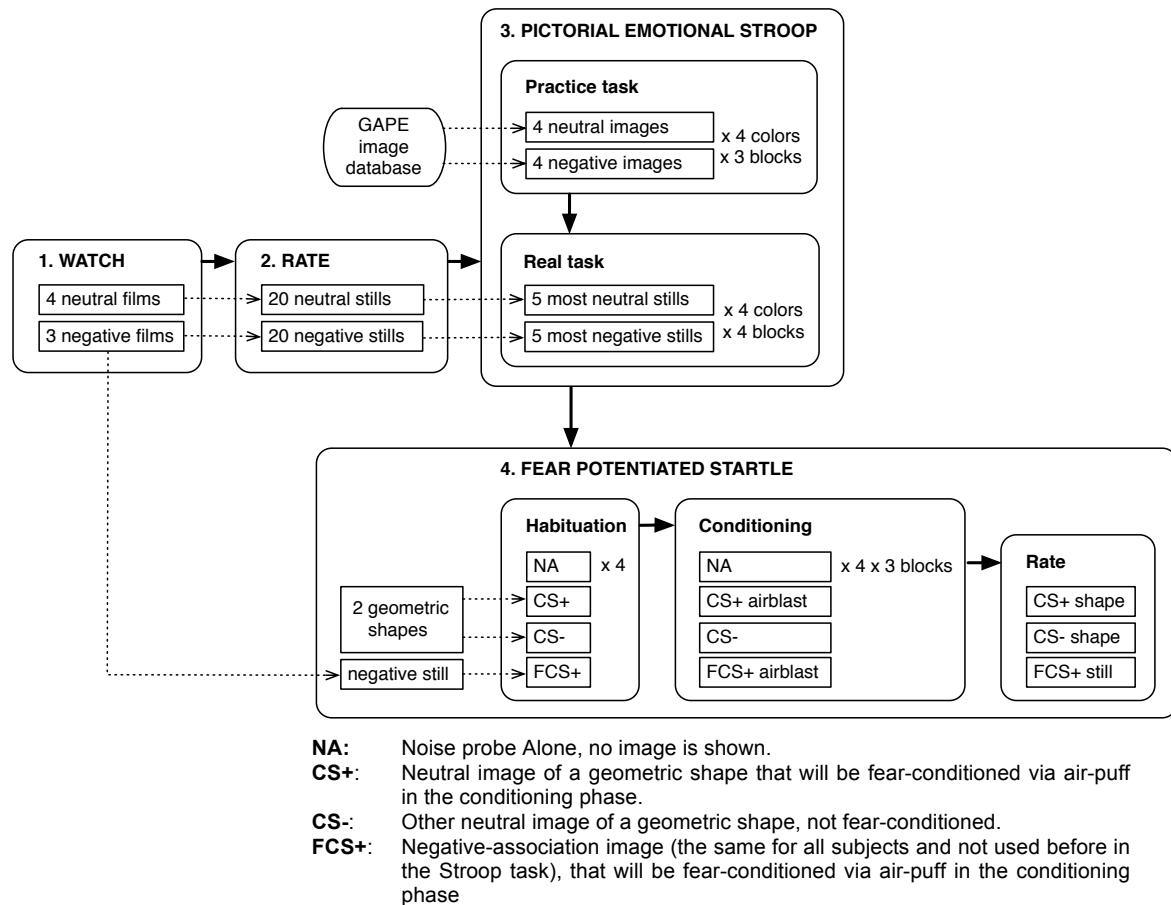 3. PICTORIAL EMOTIONAL STROOP
Practice task
GAPE
image
database
4 neutral images
4 negative images
x 4 colors
x 3 blocks
1. WATCH
4 neutral films
3 negative films
2. RATE
20 neutral stills
20 negative stills
Real task
5 most neutral stills
5 most negative stills
x 4 colors
x 4 blocks
4. FEAR POTENTIATED STARTLE
2 geometric
shapes
negative still
Habituation
NA
x 4
CS+
CS-
FCS+
Conditioning
NA
x 4 x 3 blocks
CS+ airblast
CS-
FCS+ airblast
Rate
CS+ shape
CS- shape
FCS+ still
NA: Noise probe Alone, no image is shown.
CS+: Neutral image of a geometric shape that will be fear-conditioned via air-puff
in the conditioning phase.
CS-: Other neutral image of a geometric shape, not fear-conditioned.
FCS+: Negative-association image (the same for all subjects and not used before in
the Stroop task), that will be fear-conditioned via air-puff in the conditioning
phase